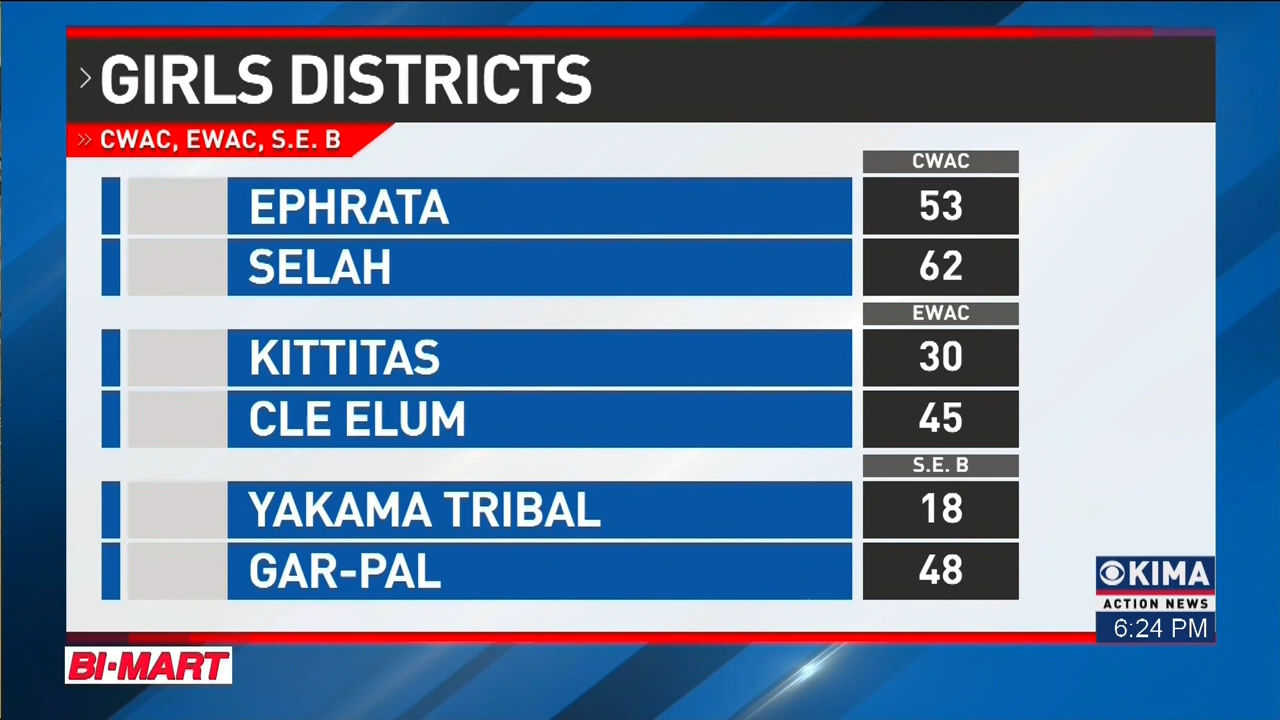 GIRLS DISTRICTS
CWAC, EWAC, S.E. B
CWAC
EPHRATA 53
SELAH 62
EWAC
KITTITAS 30
CLE ELUM 45
S.E. B
YAKAMA TRIBAL 18
GAR-PAL 48
KIMA
ACTION NEWS
6:24 PM
BI-MART